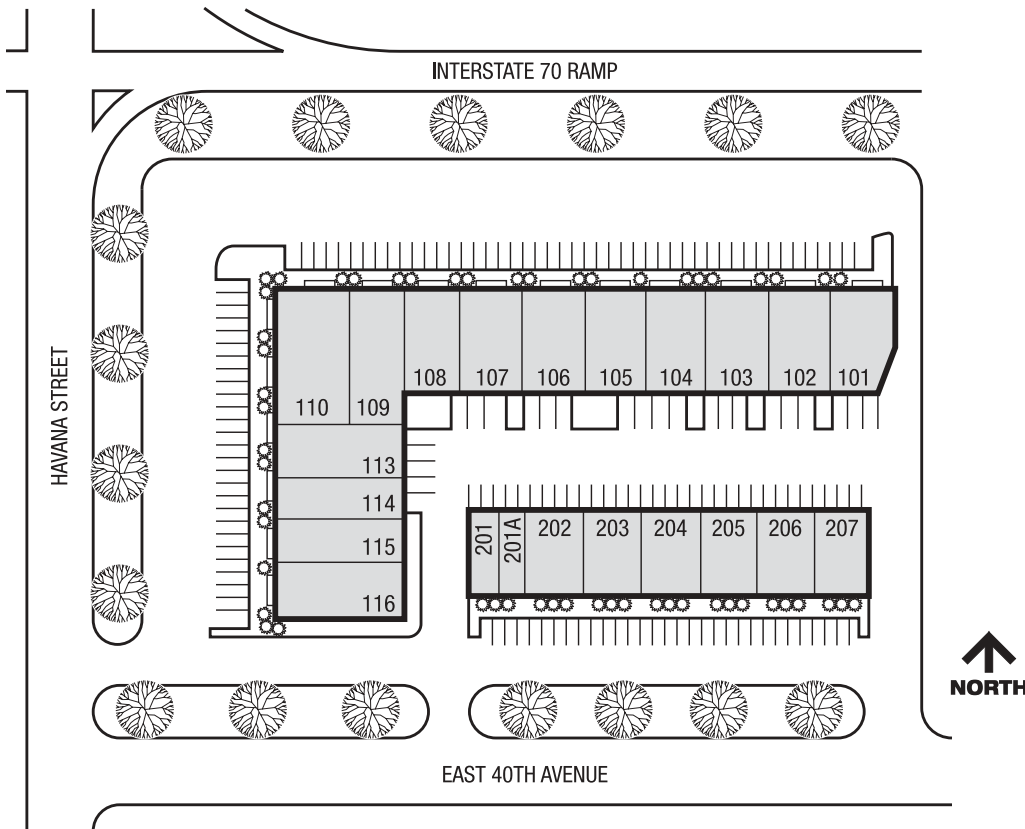 INTERSTATE 70 RAMP
HAVANA STREET
108 107 106 105 104 103 102 101
110 109
113
114
115
116
201 201A 202 203 204 205 206 207
NORTH
EAST 40TH AVENUE